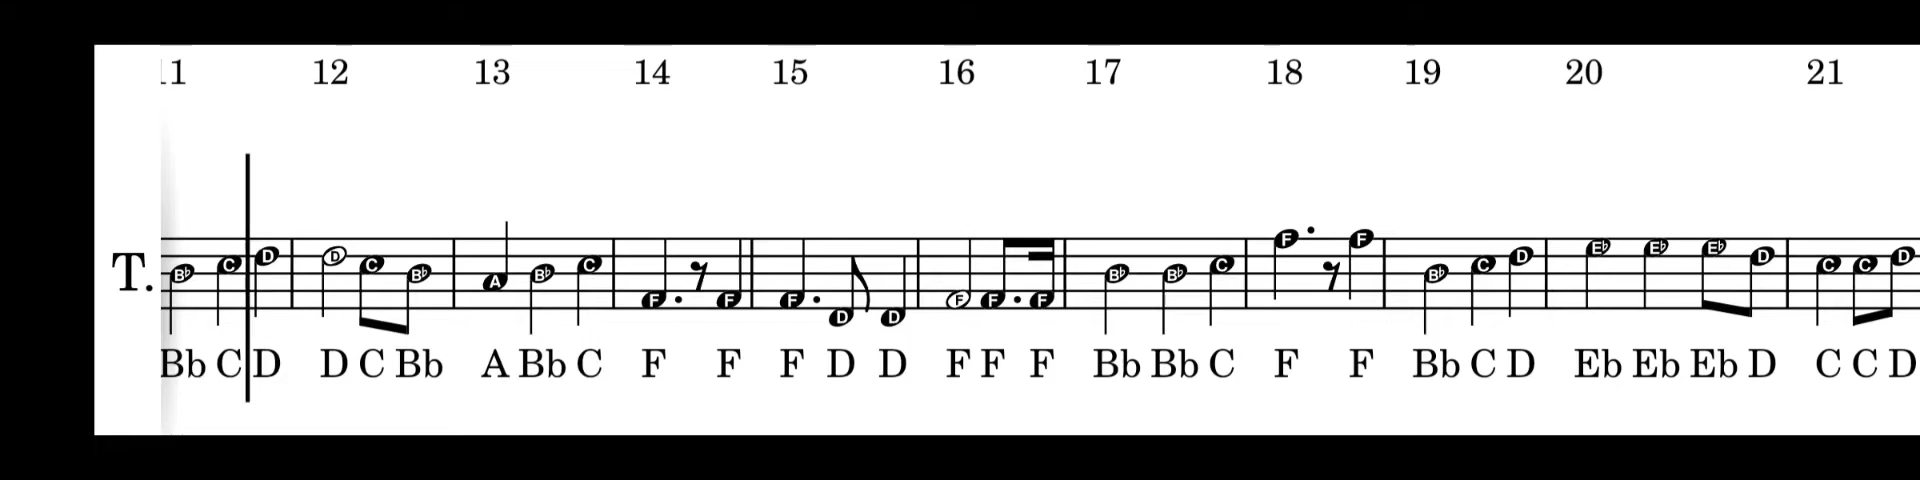 11 12 13 14 15 16 17 18 19 20 21
B♭ C D D C B♭ A B♭ C F F F D D F F F B♭ B♭ C F F B♭ C D E♭ E♭ E♭ D C C D
T.
Bb C D D C Bb A Bb C F F F D D F F F Bb Bb C F F Bb C D Eb Eb Eb D C C D